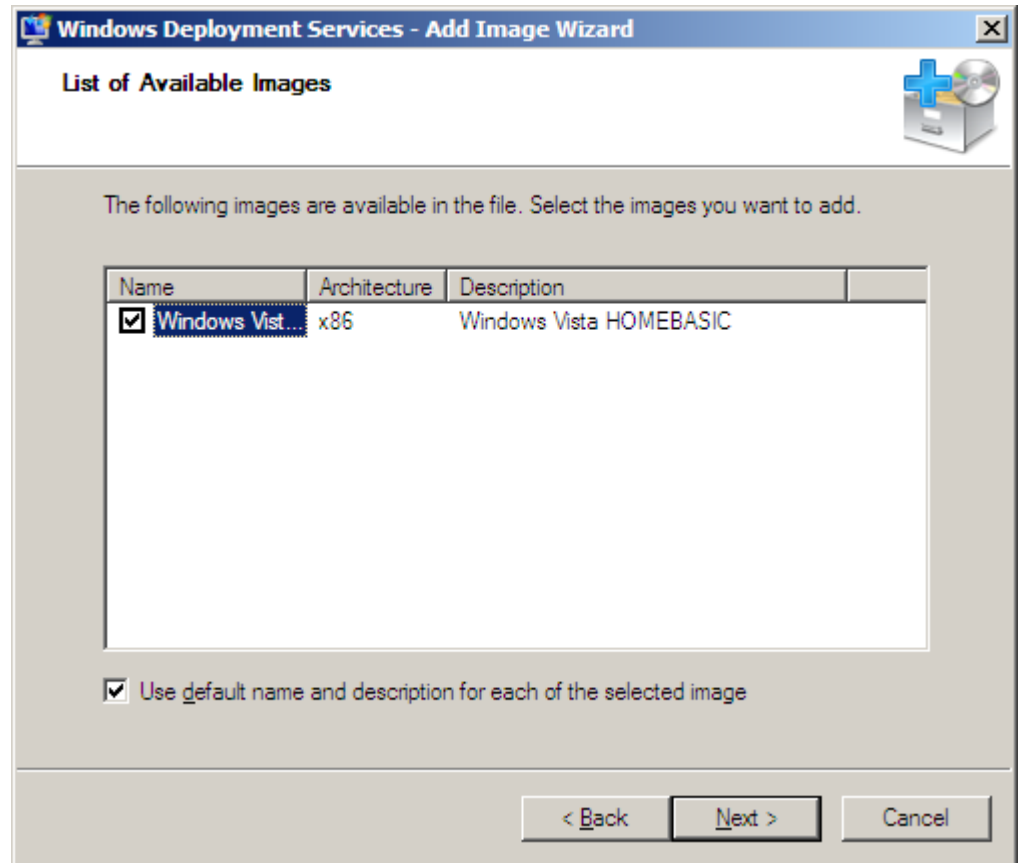 Windows Deployment Services - Add Image Wizard
List of Available Images
The following images are available in the file. Select the images you want to add.
Name Architecture Description
Windows Vist... x86 Windows Vista HOMEBASIC
Use default name and description for each of the selected image
< Back Next > Cancel